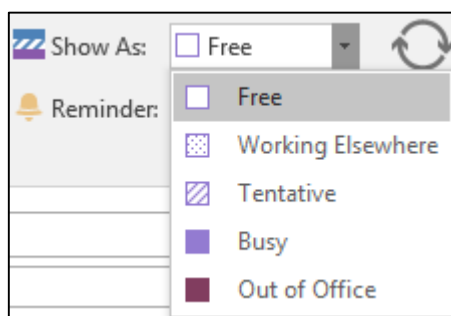 Show As: Free
Free
Reminder:
Working Elsewhere
Tentative
Busy
Out of Office